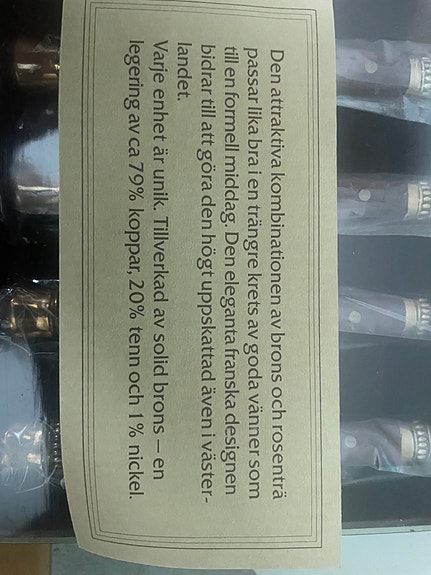 Den attraktiva kombinationen av brons och rosenträ
passar lika bra i en trängre krets av goda vänner som
till en formell middag. Den eleganta franska designen
bidrar till att göra den högt uppskattad även i väster-
landet.
Varje enhet är unik. Tillverkad av solid brons – en
legering av ca 79% koppar, 20% tenn och 1% nickel.